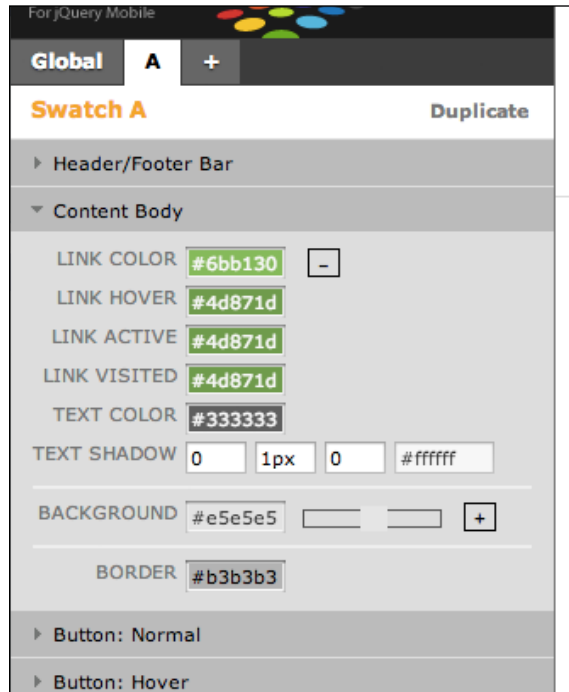 For jQuery Mobile
Global A +
Swatch A Duplicate
Header/Footer Bar
Content Body
LINK COLOR #6bb130 -
LINK HOVER #4d871d
LINK ACTIVE #4d871d
LINK VISITED #4d871d
TEXT COLOR #333333
TEXT SHADOW 0 1px 0 #ffffff
BACKGROUND #e5e5e5 +
BORDER #b3b3b3
Button: Normal
Button: Hover